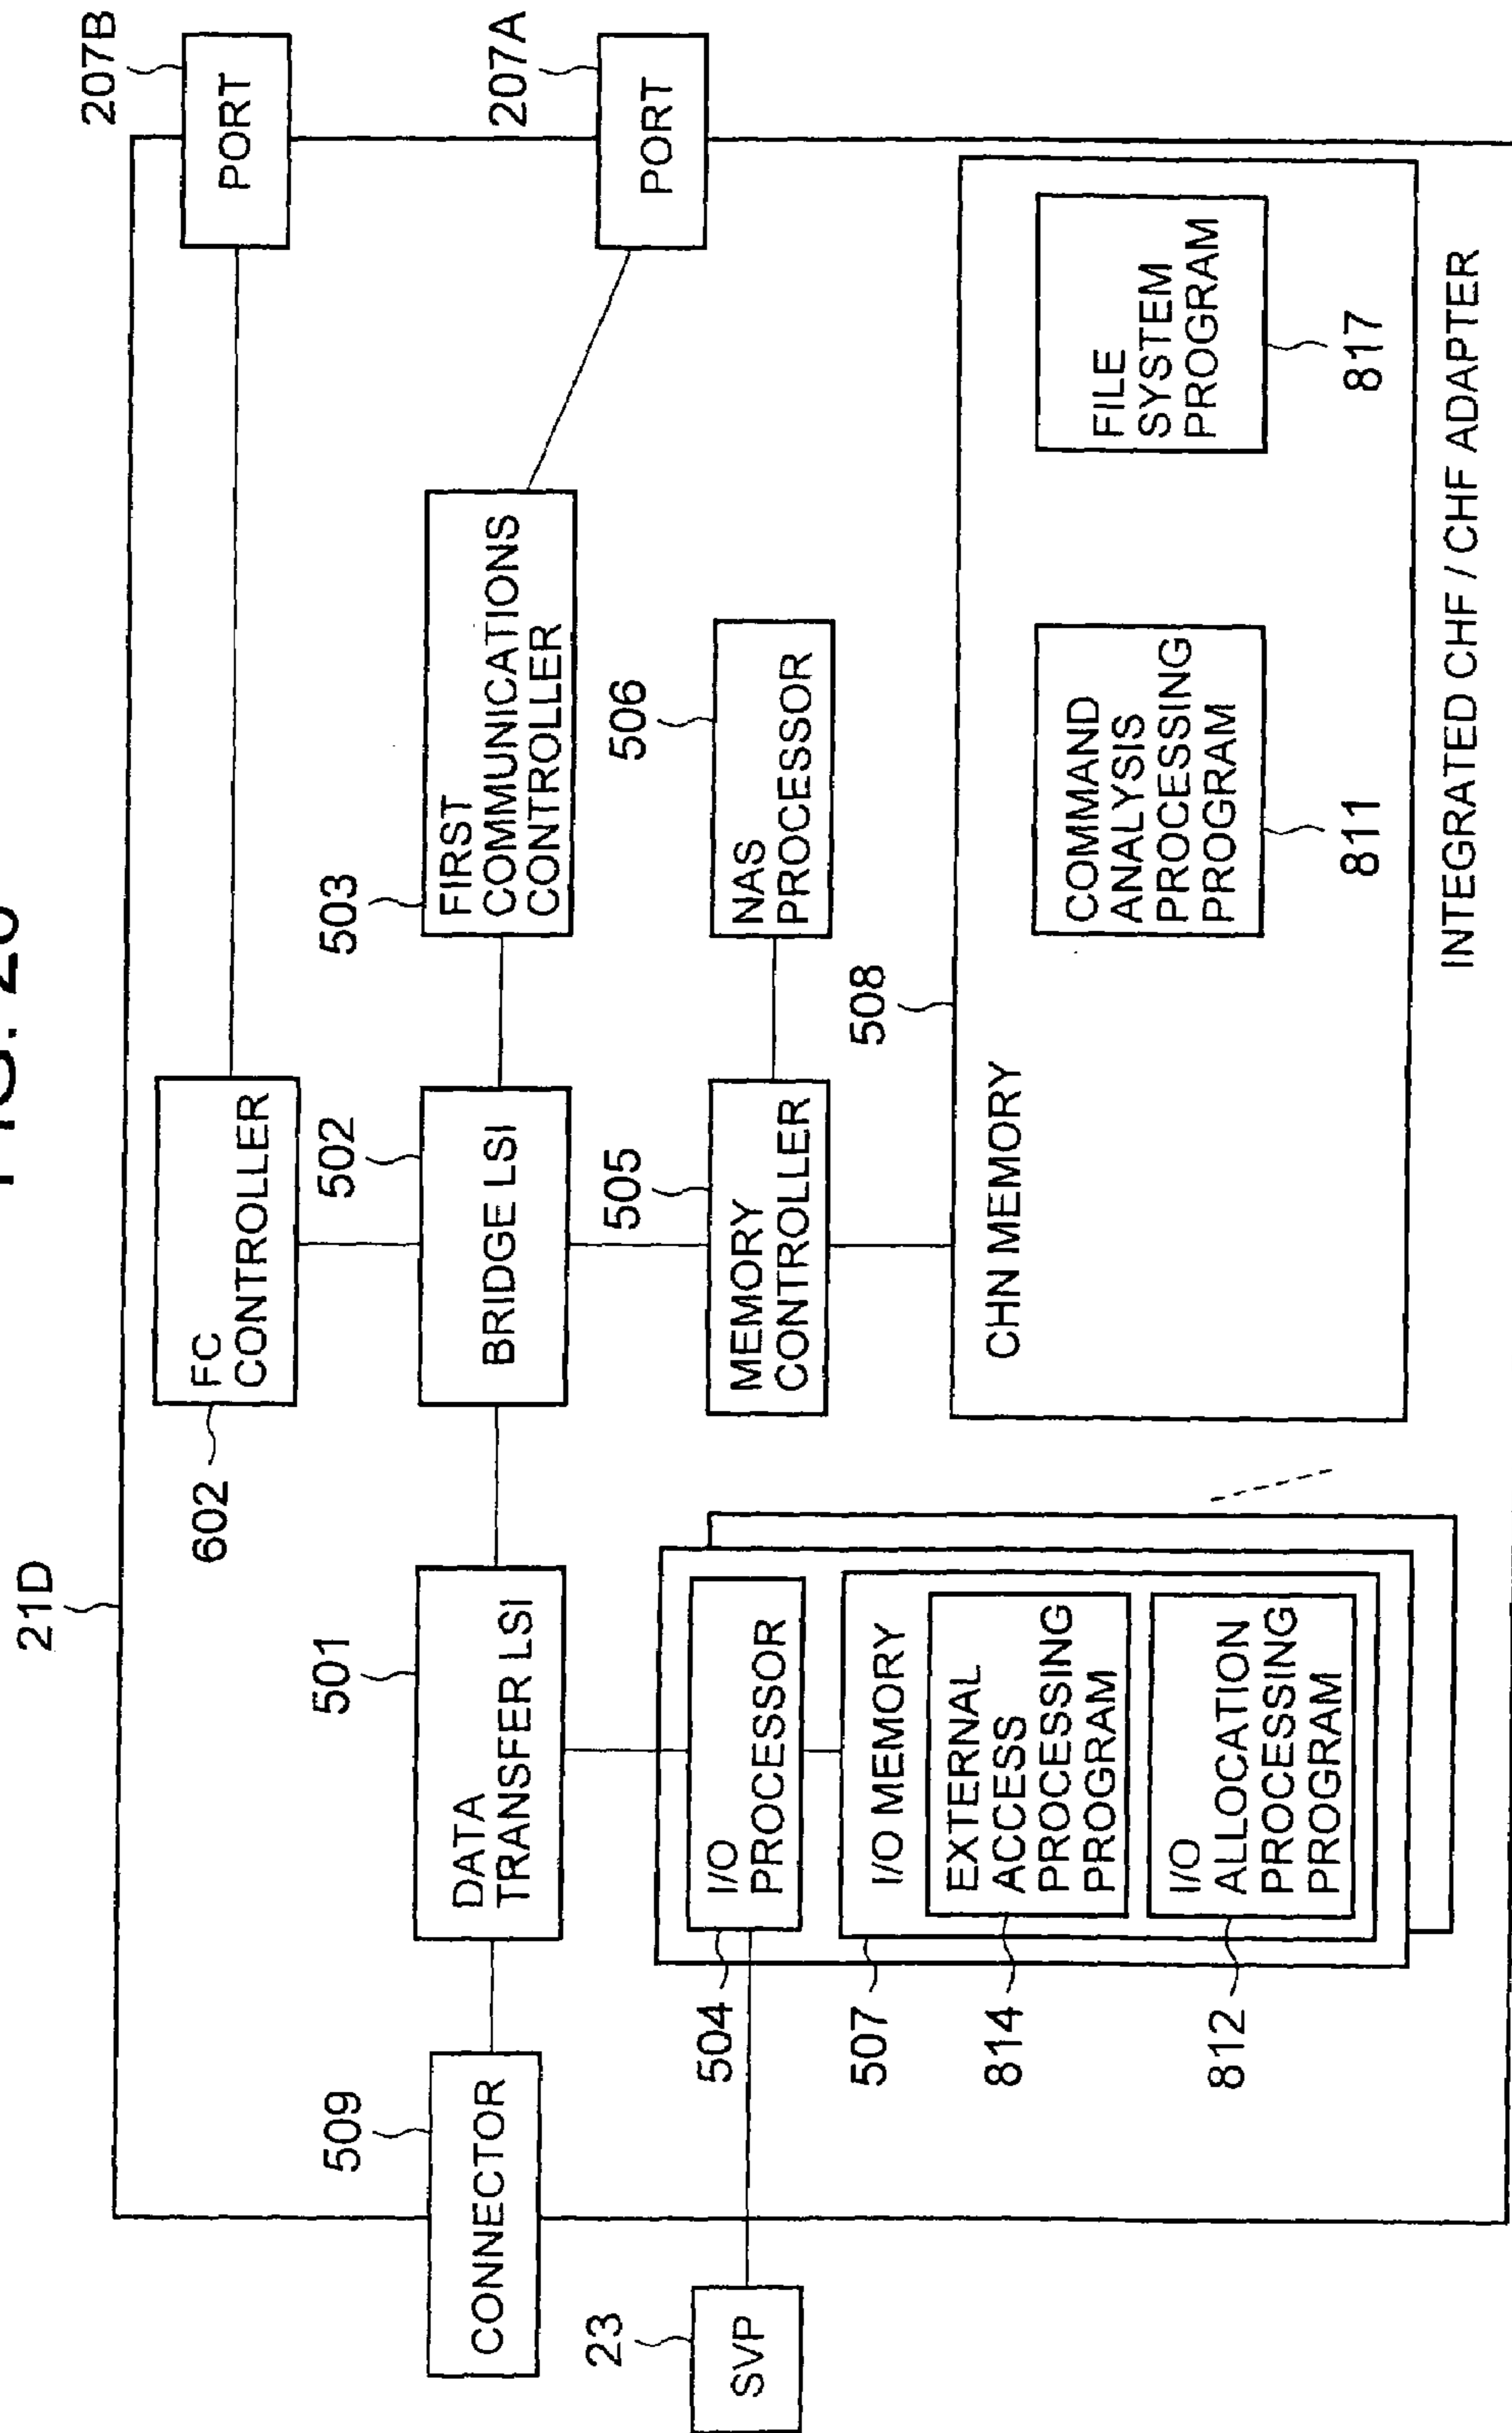 21D
207B
PORT
207A
PORT
602
FC
CONTROLLER
503
FIRST
COMMUNICATIONS
CONTROLLER
502
BRIDGE LSI
501
DATA
TRANSFER LSI
509
CONNECTOR
506
NAS
PROCESSOR
505
MEMORY
CONTROLLER
23
SVP
504
I/O
PROCESSOR
507
I/O MEMORY
814
EXTERNAL
ACCESS
PROCESSING
PROGRAM
812
I/O
ALLOCATION
PROCESSING
PROGRAM
508
CHN MEMORY
COMMAND
ANALYSIS
PROCESSING
PROGRAM
811
FILE
SYSTEM
PROGRAM
817
INTEGRATED CHF / CHF ADAPTER